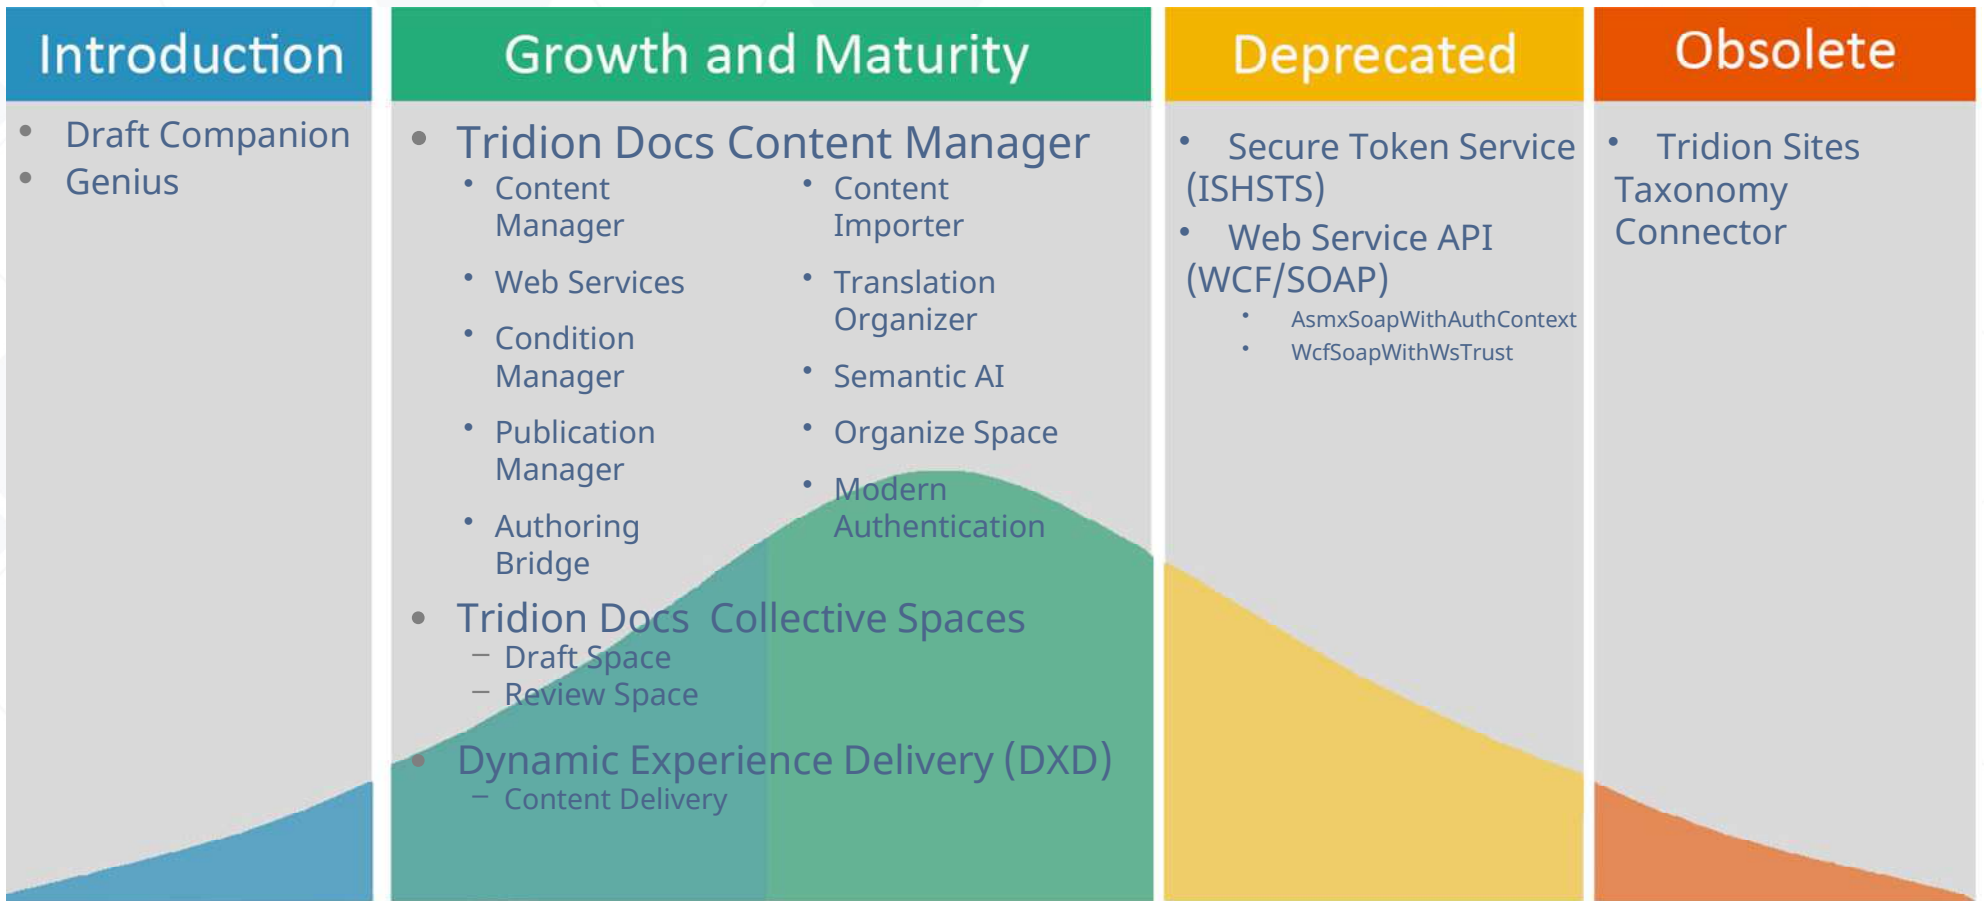 Introduction
Draft Companion
Genius
Growth and Maturity
Tridion Docs Content Manager
Content
Manager
Web Services
Condition
Manager
Publication
Manager
Authoring
Bridge
Content
Importer
Translation
Organizer
Semantic AI
Organize Space
Modern
Authentication
Tridion Docs  Collective Spaces
Draft Space
Review Space
Dynamic Experience Delivery (DXD)
Content Delivery
Deprecated
Secure Token Service
(ISHSTS)
Web Service API
(WCF/SOAP)
AsmxSoapWithAuthContext
WcfSoapWithWsTrust
Obsolete
Tridion Sites
Taxonomy
Connector